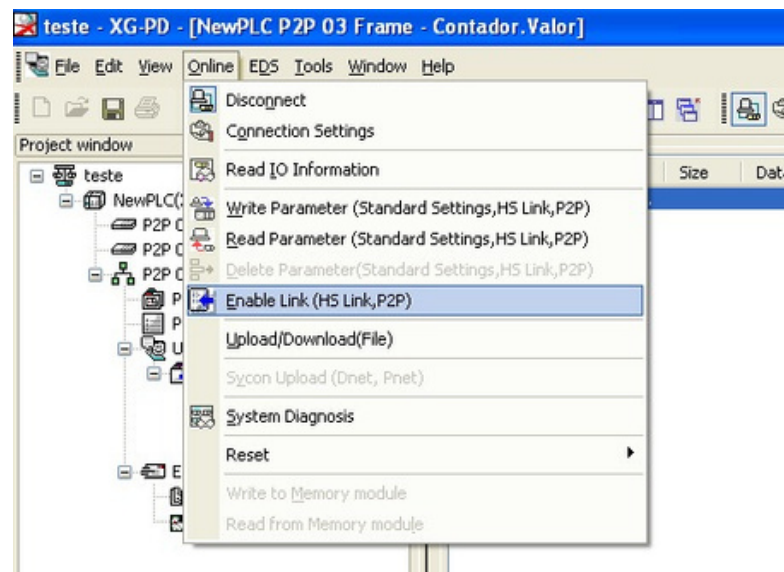 teste - XG-PD - [NewPLC P2P 03 Frame - Contador.Valor]
File Edit View Online EDS Tools Window Help
Project window
teste
NewPLC(
P2P
P2P
P2P
Disconnect
Connection Settings
Read IO Information
Write Parameter (Standard Settings,HS Link,P2P)
Read Parameter (Standard Settings,HS Link,P2P)
Delete Parameter(Standard Settings,HS Link,P2P)
Enable Link (HS Link,P2P)
Upload/Download(File)
Sycon Upload (Dnet, Pnet)
System Diagnosis
Reset
Write to Memory module
Read from Memory module
Size